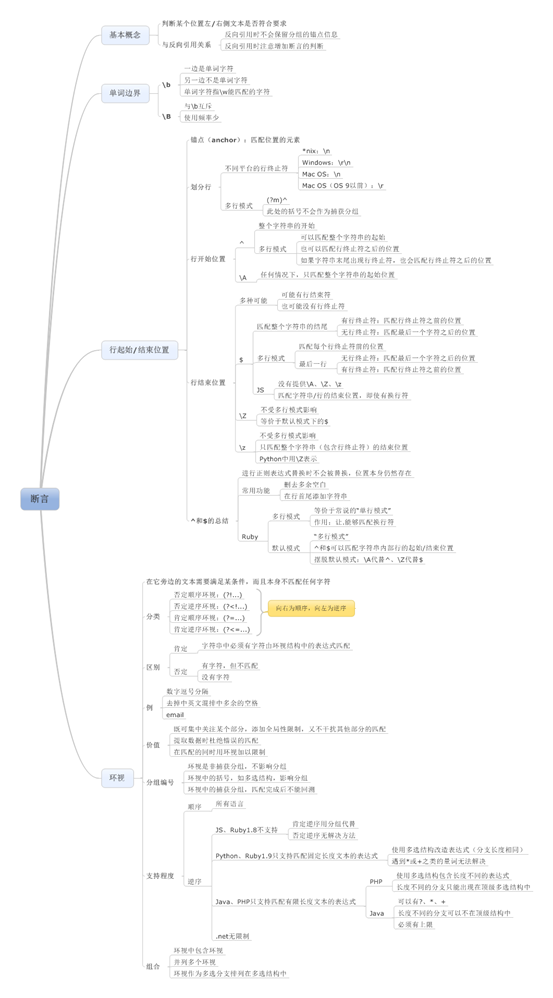 断言
基本概念
判断某个位置左/右侧文本是否符合要求
与反向引用关系
反向引用时不会保留分组的锚点信息
反向引用时注意增加断言的判断
单词边界
\b
一边是单词字符
另一边不是单词字符
单词字符指\w能匹配的字符
\B
与\b互斥
使用频率少
行起始/结束位置
锚点（anchor）：匹配位置的元素
划分行
不同平台的行终止符
*nix：\n
Windows：\r\n
Mac OS：\n
Mac OS（OS 9以前）：\r
多行模式
(?m)^
此处的括号不会作为捕获分组
行开始位置
^
整个字符串的开始
多行模式
可以匹配整个字符串的起始
也可以匹配行终止符之后的位置
如果字符串末尾出现行终止符，也会匹配行终止符之后的位置
\A
任何情况下，只匹配整个字符串的起始位置
行结束位置
多种可能
可能有行结束符
也可能没有行终止符
$
匹配整个字符串的结尾
有行终止符：匹配行终止符之前的位置
无行终止符：匹配最后一个字符之后的位置
多行模式
匹配每个行终止符前的位置
最后一行
无行终止符：匹配最后一个字符之后的位置
有行终止符：匹配行终止符之前的位置
JS
没有提供\A、\Z、\z
匹配字符串/行的结束位置，即使有换行符
\Z
不受多行模式影响
等价于默认模式下的$
\z
不受多行模式影响
只匹配整个字符串（包含行终止符）的结束位置
Python中用\Z表示
^和$的总结
进行正则表达式替换时不会被替换，位置本身仍然存在
常用功能
删去多余空白
在行首尾添加字符串
Ruby
多行模式
等价于常说的“单行模式”
作用：让.能够匹配换行符
默认模式
“多行模式”
^和$可以匹配字符串内部行的起始/结束位置
摆脱默认模式：\A代替^、\Z代替$
环视
在它旁边的文本需要满足某条件，而且本身不匹配任何字符
分类
否定顺序环视：(?!...)
否定逆序环视：(?<!...)
肯定顺序环视：(?=...)
肯定逆序环视：(?<=...)
向右为顺序，向左为逆序
区别
肯定
字符串中必须有字符由环视结构中的表达式匹配
否定
有字符，但不匹配
没有字符
例
数字逗号分隔
去掉中英文混排中多余的空格
email
价值
既可集中关注某个部分，添加全局性限制，又不干扰其他部分的匹配
提取数据时杜绝错误的匹配
在匹配的同时用环视加以限制
分组编号
环视是非捕获分组，不影响分组
环视中的括号，如多选结构，影响分组
环视中的捕获分组，匹配完成后不能回溯
支持程度
顺序
所有语言
逆序
JS、Ruby1.8不支持
肯定逆序用分组代替
否定逆序无解决方法
Python、Ruby1.9只支持匹配固定长度文本的表达式
使用多选结构改造表达式（分支长度相同）
遇到*或+之类的量词无法解决
Java、PHP只支持匹配有限长度文本的表达式
PHP
使用多选结构包含长度不同的表达式
长度不同的分支只能出现在顶级多选结构中
Java
可以有?、*、+
长度不同的分支可以不在顶级结构中
必须有上限
.net无限制
组合
环视中包含环视
并列多个环视
环视作为多选分支排列在多选结构中